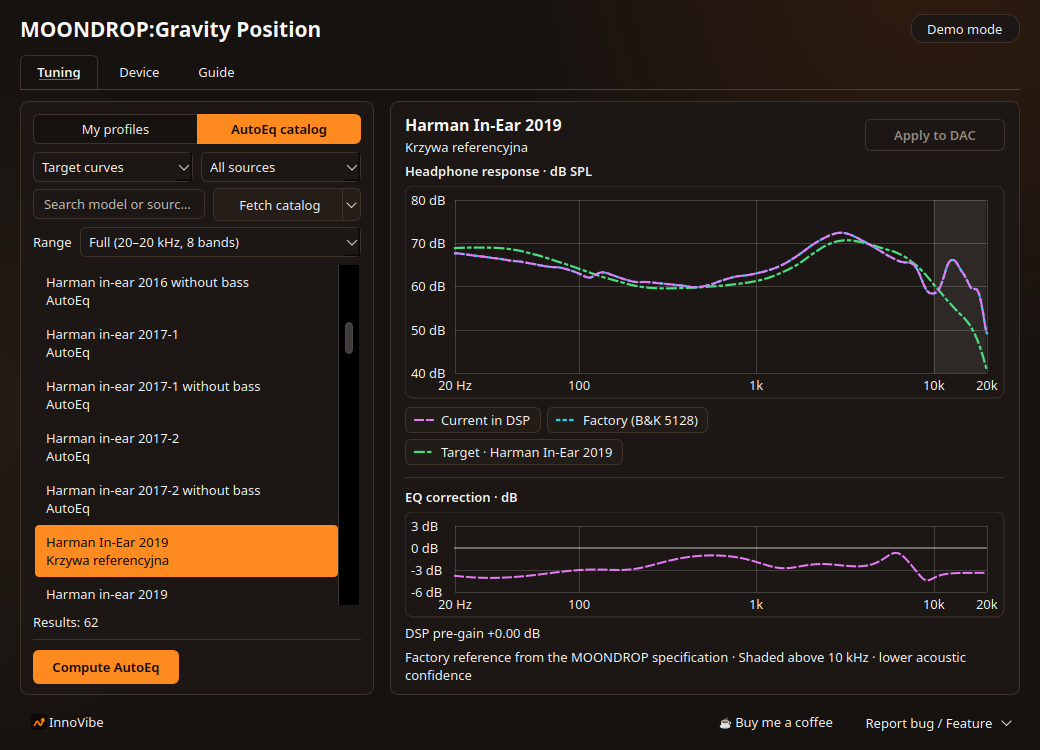 MOONDROP:Gravity Position
Demo mode
Tuning
Device
Guide
My profiles
AutoEq catalog
Target curves
All sources
Search model or sourc...
Fetch catalog
Range
Full (20–20 kHz, 8 bands)
Harman in-ear 2016 without bass
AutoEq
Harman in-ear 2017-1
AutoEq
Harman in-ear 2017-1 without bass
AutoEq
Harman in-ear 2017-2
AutoEq
Harman in-ear 2017-2 without bass
AutoEq
Harman In-Ear 2019
Krzywa referencyjna
Harman in-ear 2019
Results: 62
Compute AutoEq
Harman In-Ear 2019
Krzywa referencyjna
Apply to DAC
Headphone response · dB SPL
80 dB
70 dB
60 dB
50 dB
40 dB
20 Hz
100
1k
10k
20k
Current in DSP
Factory (B&K 5128)
Target · Harman In-Ear 2019
EQ correction · dB
3 dB
0 dB
-3 dB
-6 dB
20 Hz
100
1k
10k
20k
DSP pre-gain +0.00 dB
Factory reference from the MOONDROP specification · Shaded above 10 kHz · lower acoustic
confidence
InnoVibe
Buy me a coffee
Report bug / Feature